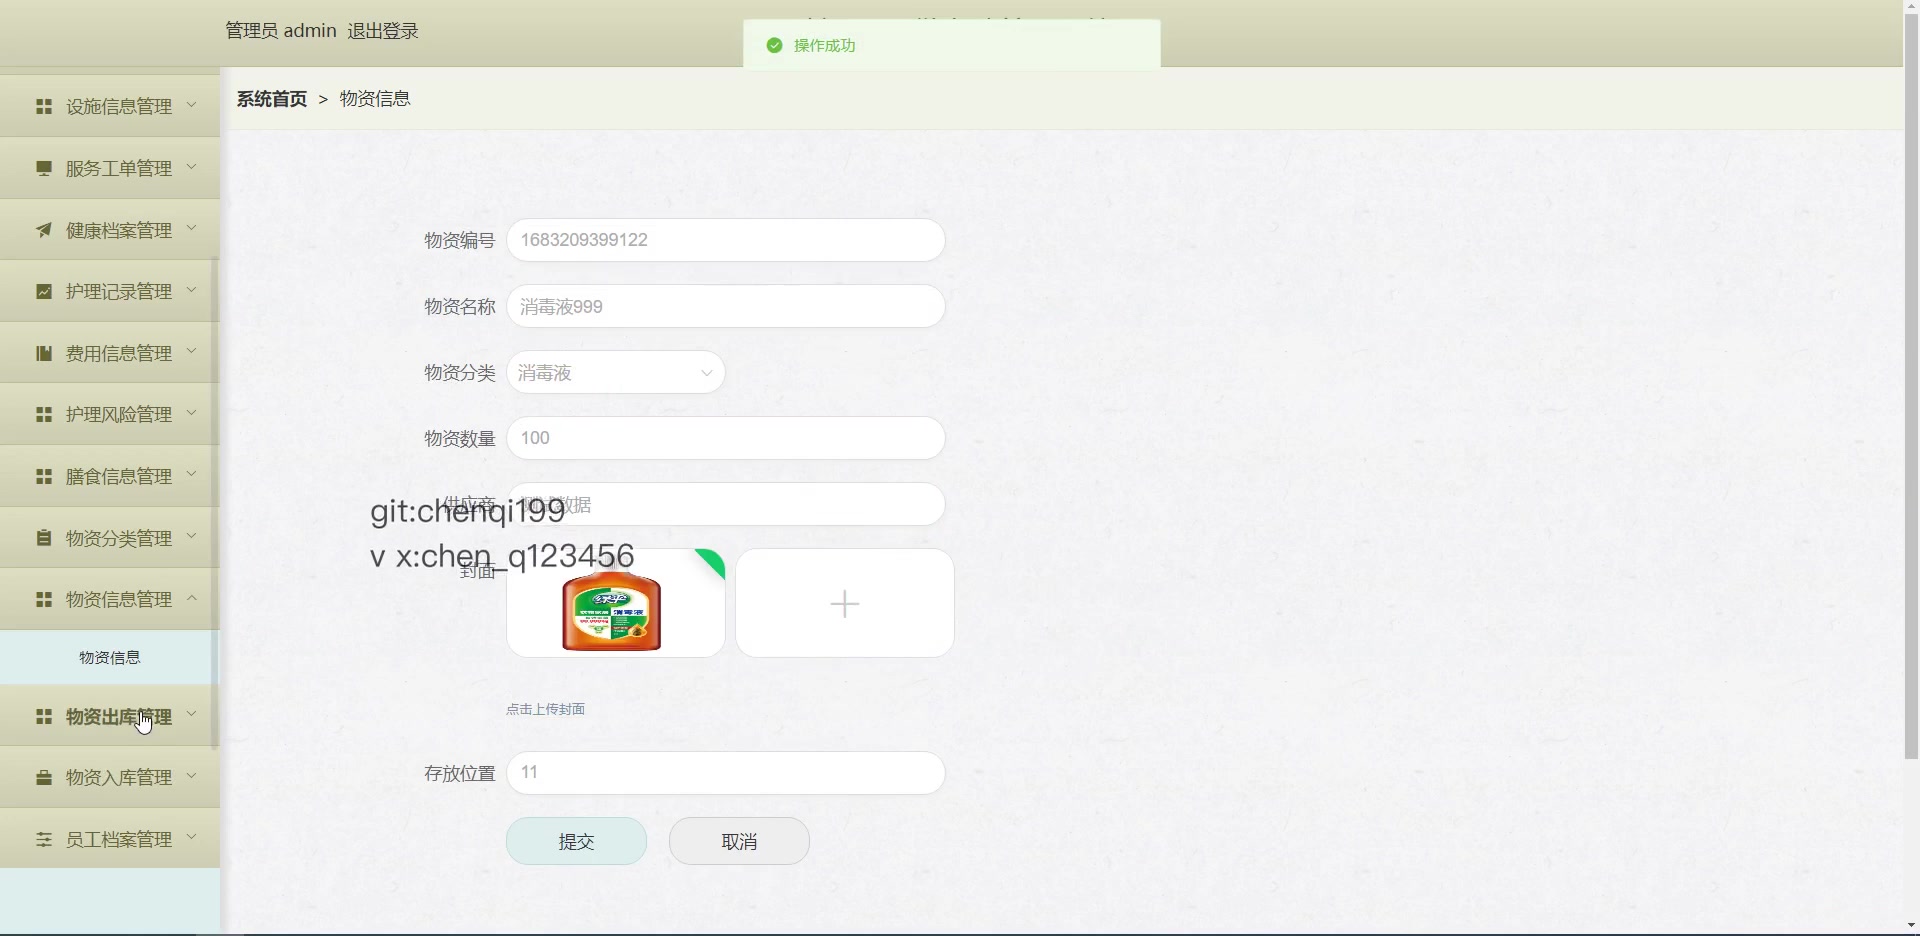 管理员 admin 退出登录
操作成功
系统首页 > 物资信息
设施信息管理
服务工单管理
健康档案管理
护理记录管理
费用信息管理
护理风险管理
膳食信息管理
物资分类管理
物资信息管理
物资信息
物资出库管理
物资入库管理
员工档案管理
物资编号 1683209399122
物资名称 消毒液999
物资分类 消毒液
物资数量 100
供应商 测试数据
git:chenqi199
v x:chen_q123456
封面
消毒液
点击上传封面
存放位置 11
提交 取消